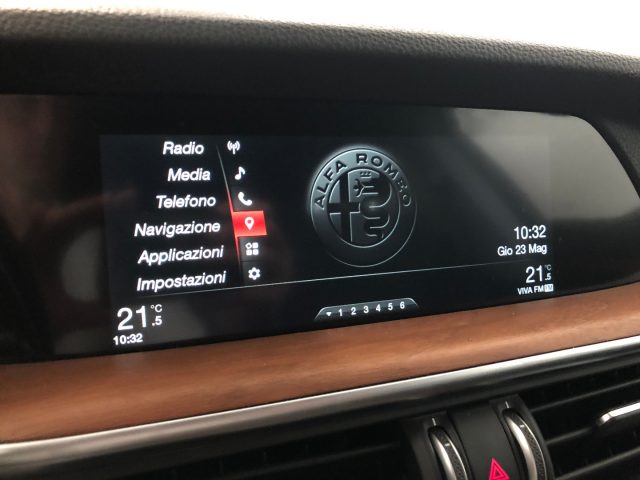 Radio
Media
Telefono
Navigazione
Applicazioni
Impostazioni
ALFA ROMEO
10:32
Gio 23 Mag
21.5 °C
10:32
1 2 3 4 5 6
21.5 °C
VIVA FM